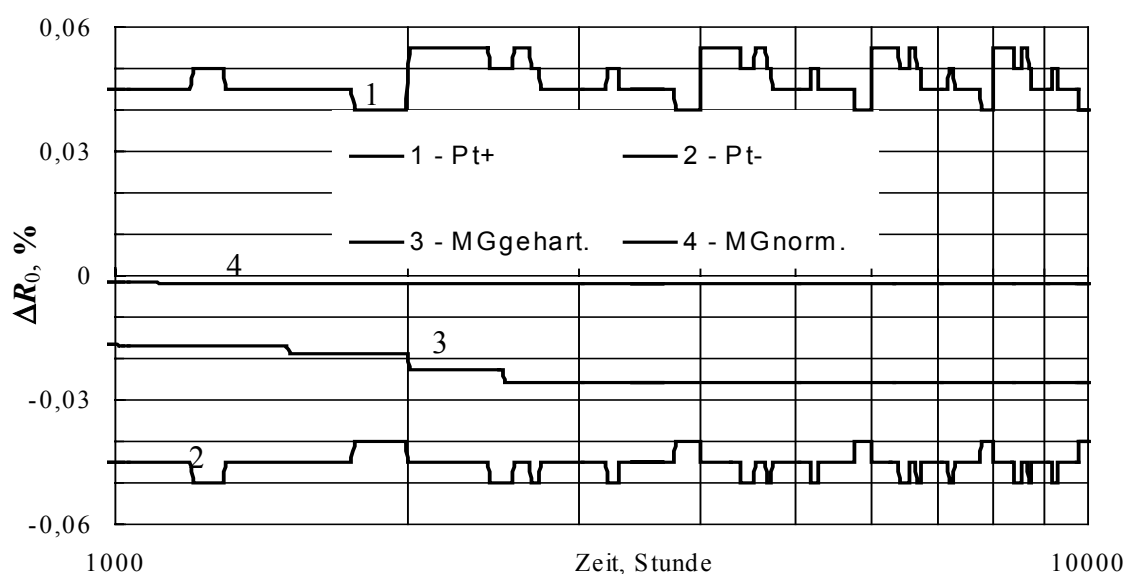 0,06
1
0,03
1 - Pt+ 2 - Pt-
3 - MGgehart. 4 - MGnorm.
4
0
ΔR₀, %
3
-0,03
2
-0,06
1000 Zeit, Stunde 10000